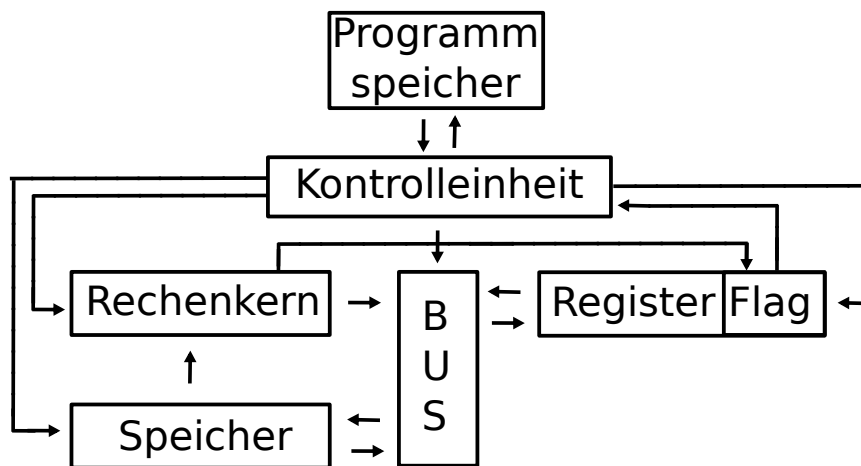 Programm
speicher
Kontrolleinheit
Rechenkern
B
U
S
Register Flag
Speicher